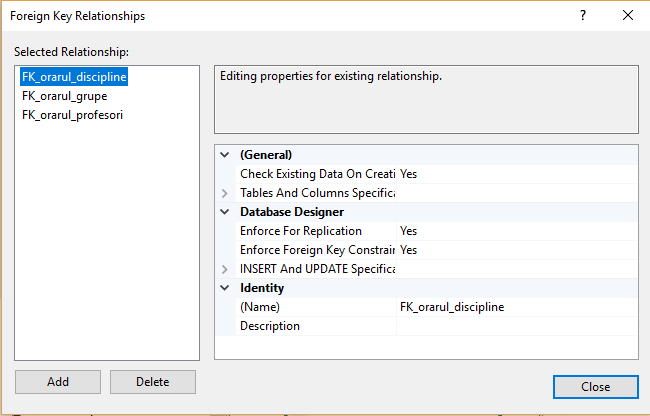 Foreign Key Relationships
?
Selected Relationship:
FK_orarul_discipline
FK_orarul_grupe
FK_orarul_profesori
Editing properties for existing relationship.
(General)
Check Existing Data On Creati Yes
Tables And Columns Specifica
Database Designer
Enforce For Replication Yes
Enforce Foreign Key Constrain Yes
INSERT And UPDATE Specifica
Identity
(Name) FK_orarul_discipline
Description
Add Delete
Close